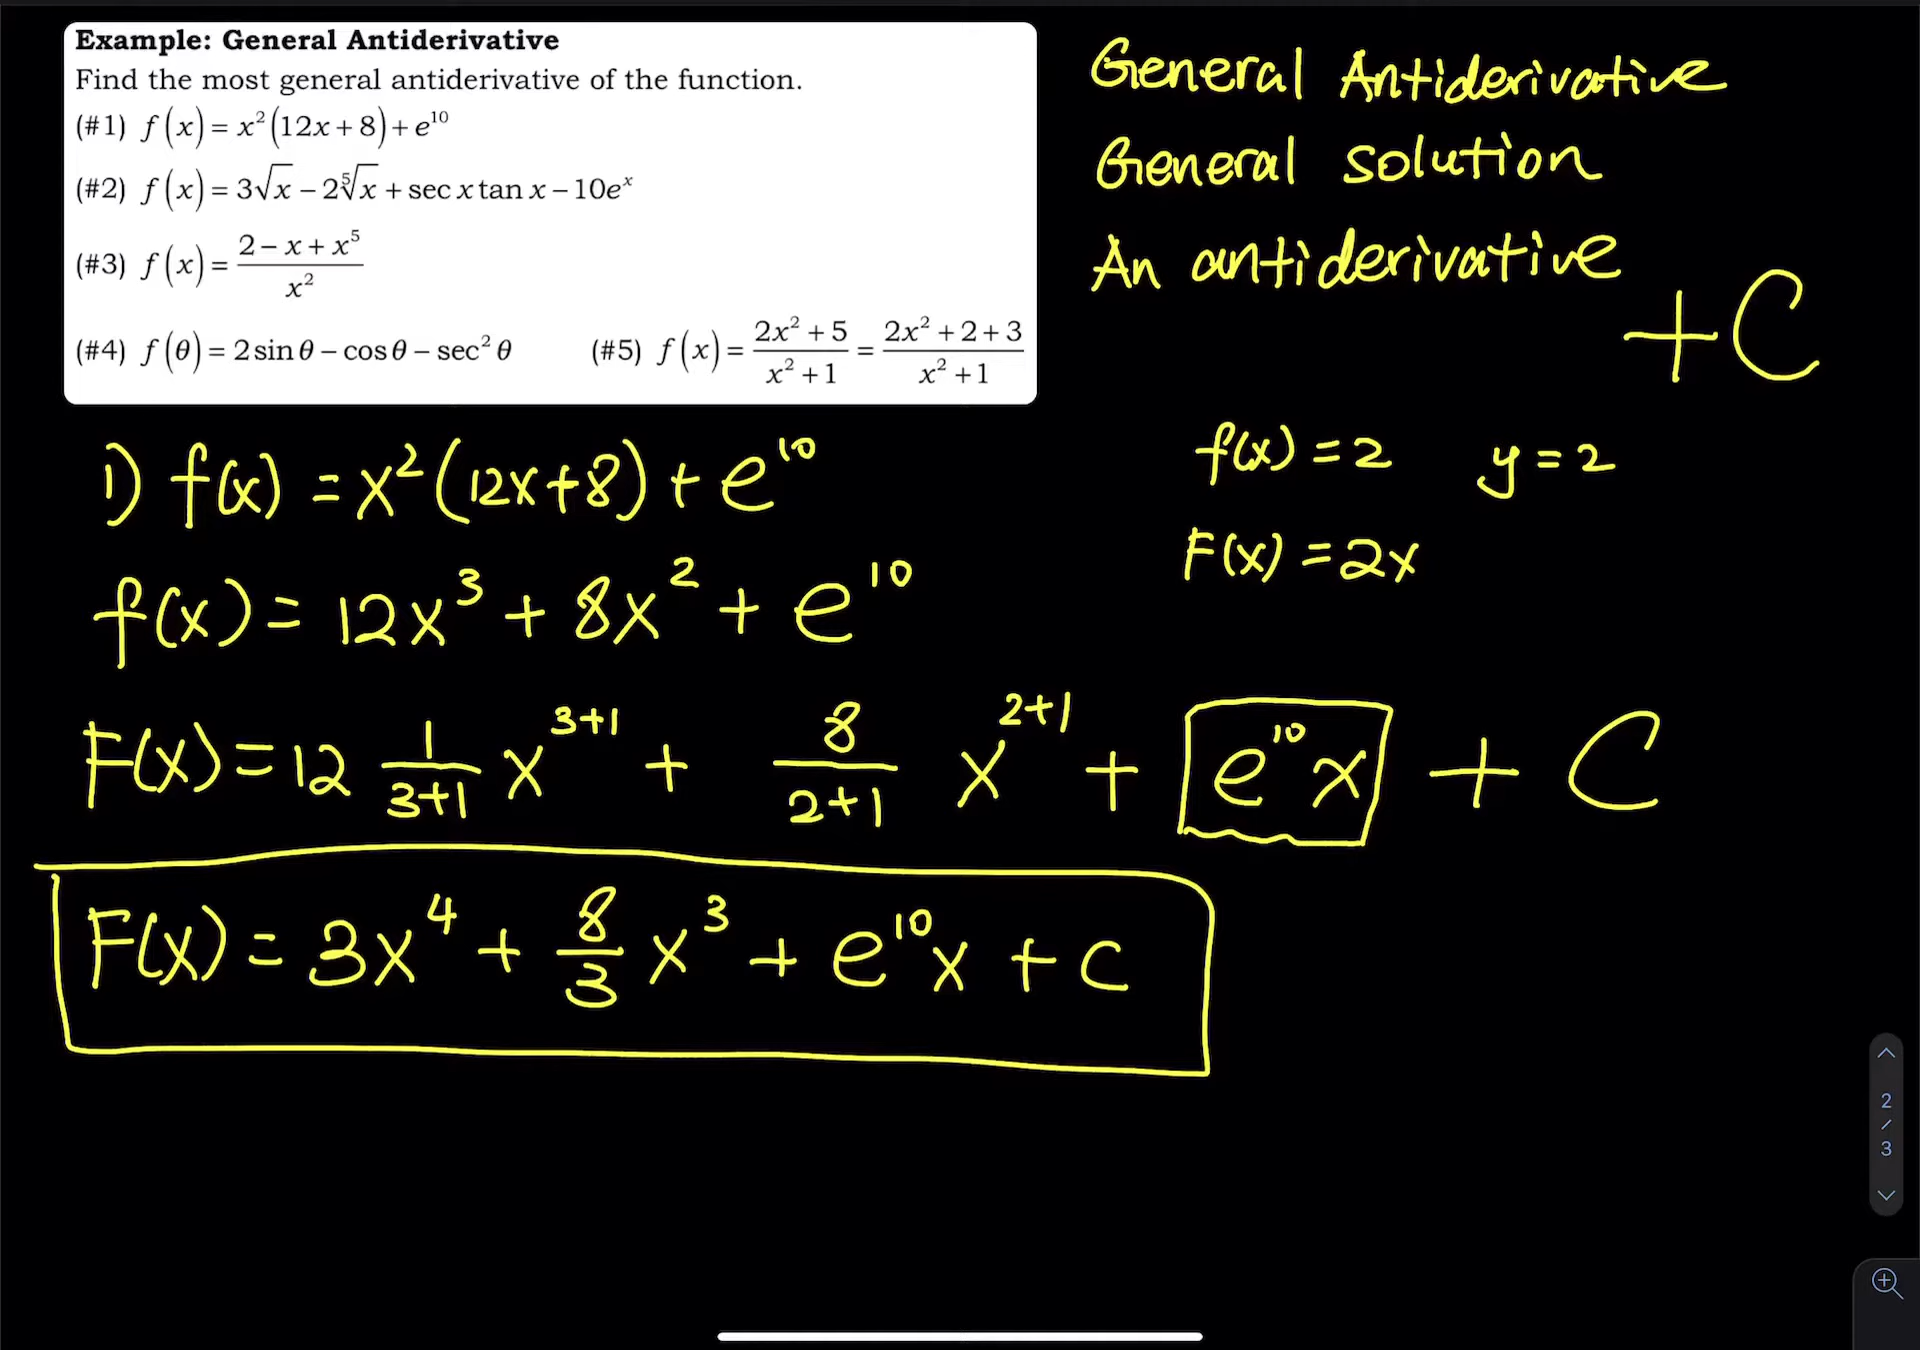 Example: General Antiderivative
Find the most general antiderivative of the function.
(#1) f(x) = x²(12x + 8) + e¹⁰
(#2) f(x) = 3√x − 2⁵√x + sec x tan x − 10eˣ
(#3) f(x) = (2 − x + x⁵)/x²
(#4) f(θ) = 2 sin θ − cos θ − sec² θ (#5) f(x) = (2x² + 5)/(x² + 1) = (2x² + 2 + 3)/(x² + 1)
General Antiderivative
General solution
An antiderivative
+C
f(x) = 2 y = 2
F(x) = 2x
1) f(x) = x²(12x+8) + e¹⁰
f(x) = 12x³ + 8x² + e¹⁰
F(x) = 12 1/(3+1) x^(3+1) + 8/(2+1) x^(2+1) + e¹⁰x + C
F(x) = 3x⁴ + 8/3 x³ + e¹⁰x + C
2
/
3